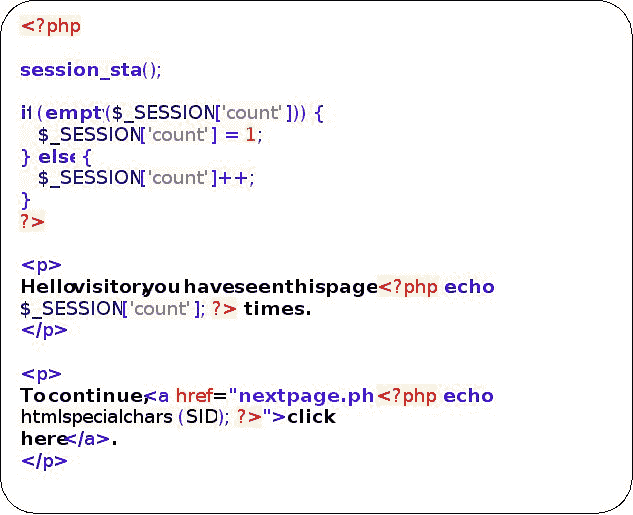 <?php
session_sta();
if (empty($_SESSION['count'])) {
$_SESSION['count'] = 1;
} else {
$_SESSION['count']++;
}
?>
<p>
Hello visitor, you have seen this page <?php echo
$_SESSION['count']; ?> times.
</p>
<p>
To continue, <a href="nextpage.ph <?php echo
htmlspecialchars (SID); ?>">click
here</a>.
</p>